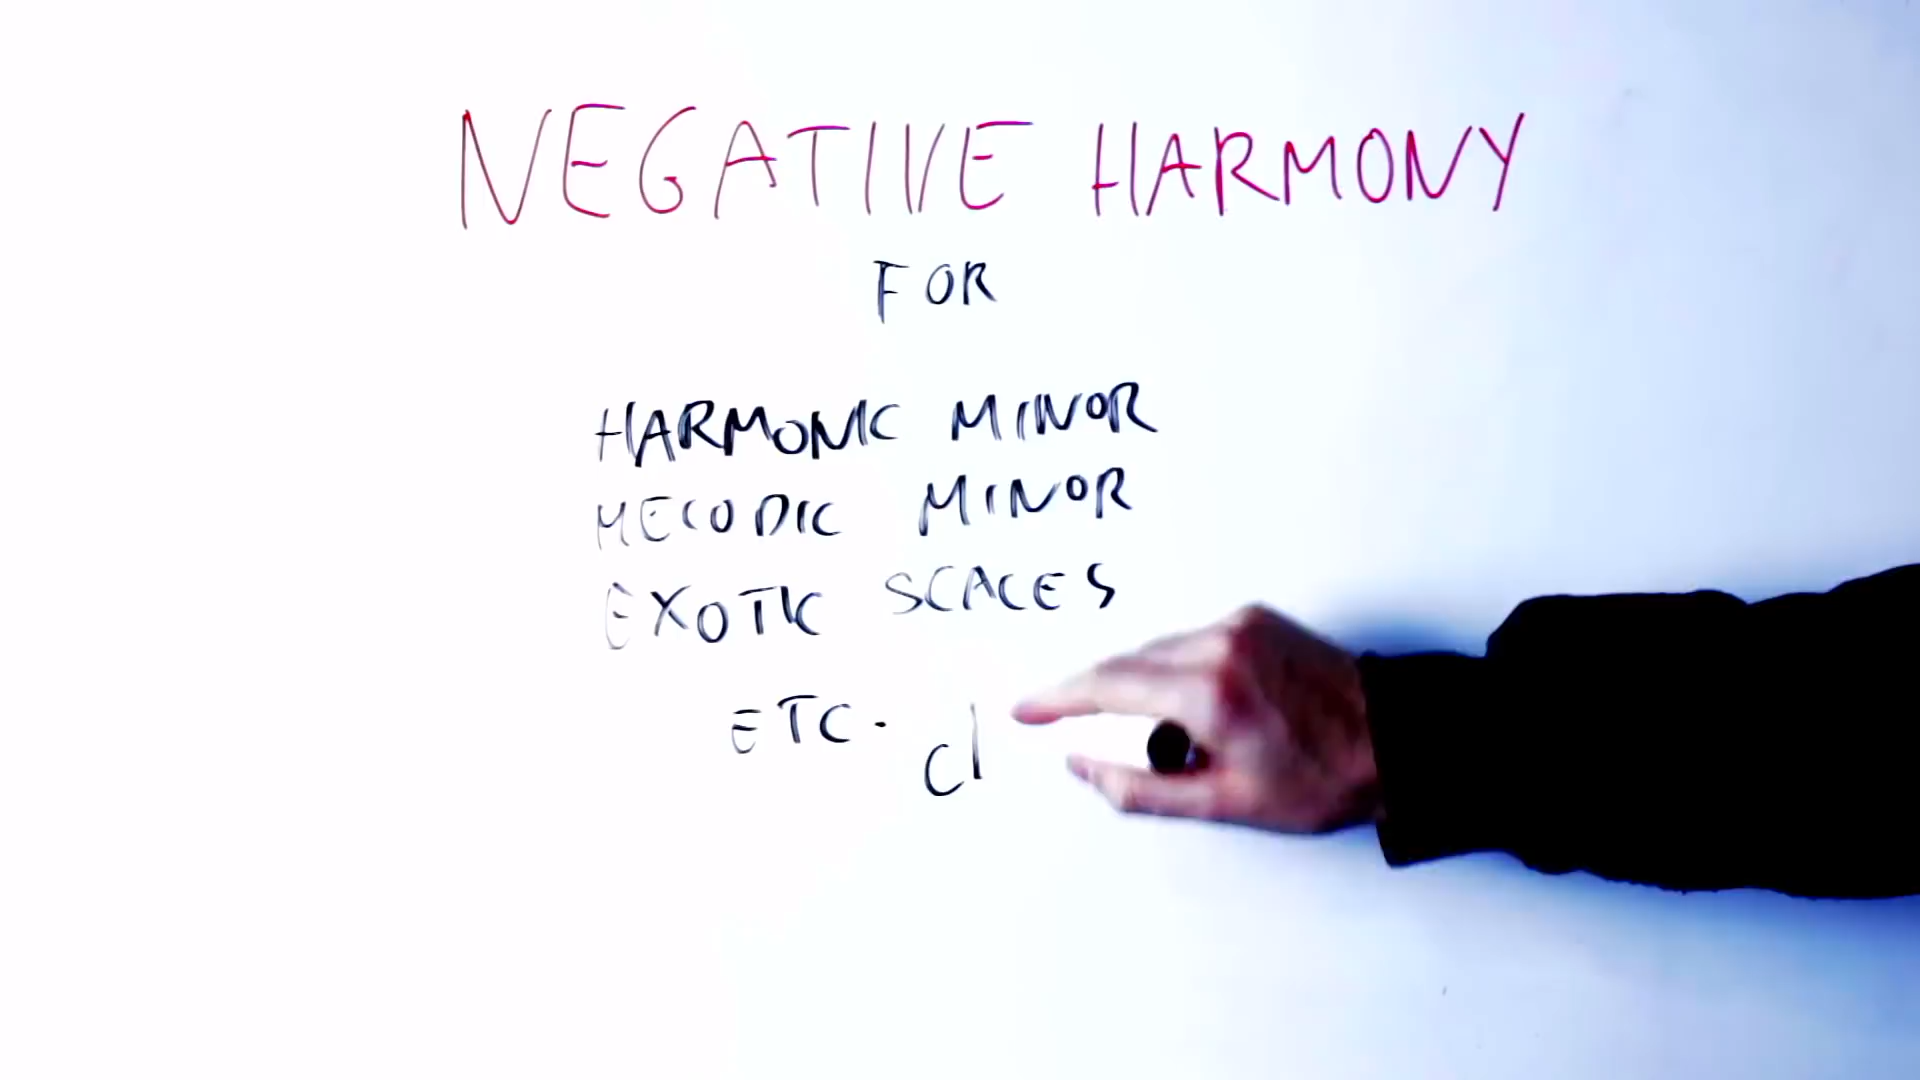 NEGATIVE HARMONY
FOR
HARMONIC MINOR
MELODIC MINOR
EXOTIC SCALES
ETC.